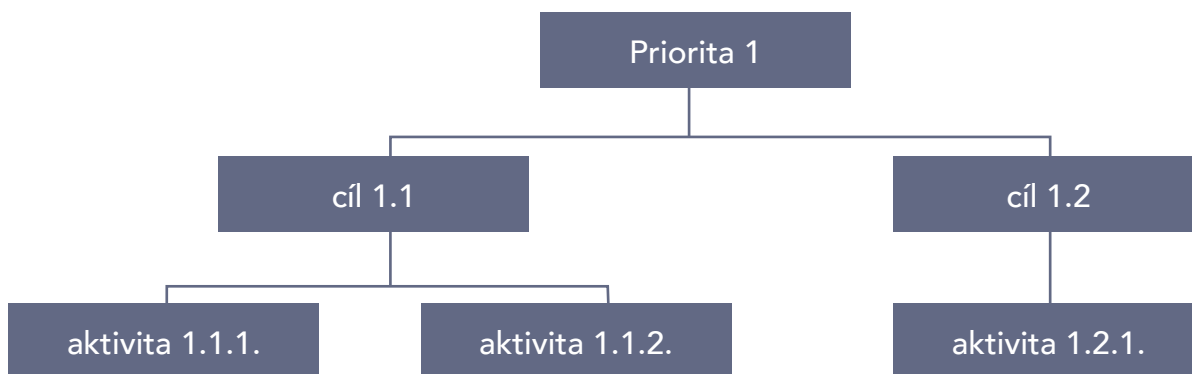 Priorita 1
cíl 1.1
cíl 1.2
aktivita 1.1.1.
aktivita 1.1.2.
aktivita 1.2.1.